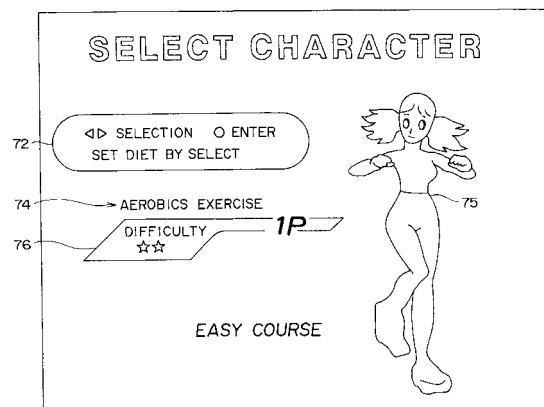 SELECT CHARACTER
72
◁▷ SELECTION ○ ENTER
SET DIET BY SELECT
74
AEROBICS EXERCISE
75
76
DIFFICULTY
1P
☆☆
EASY COURSE